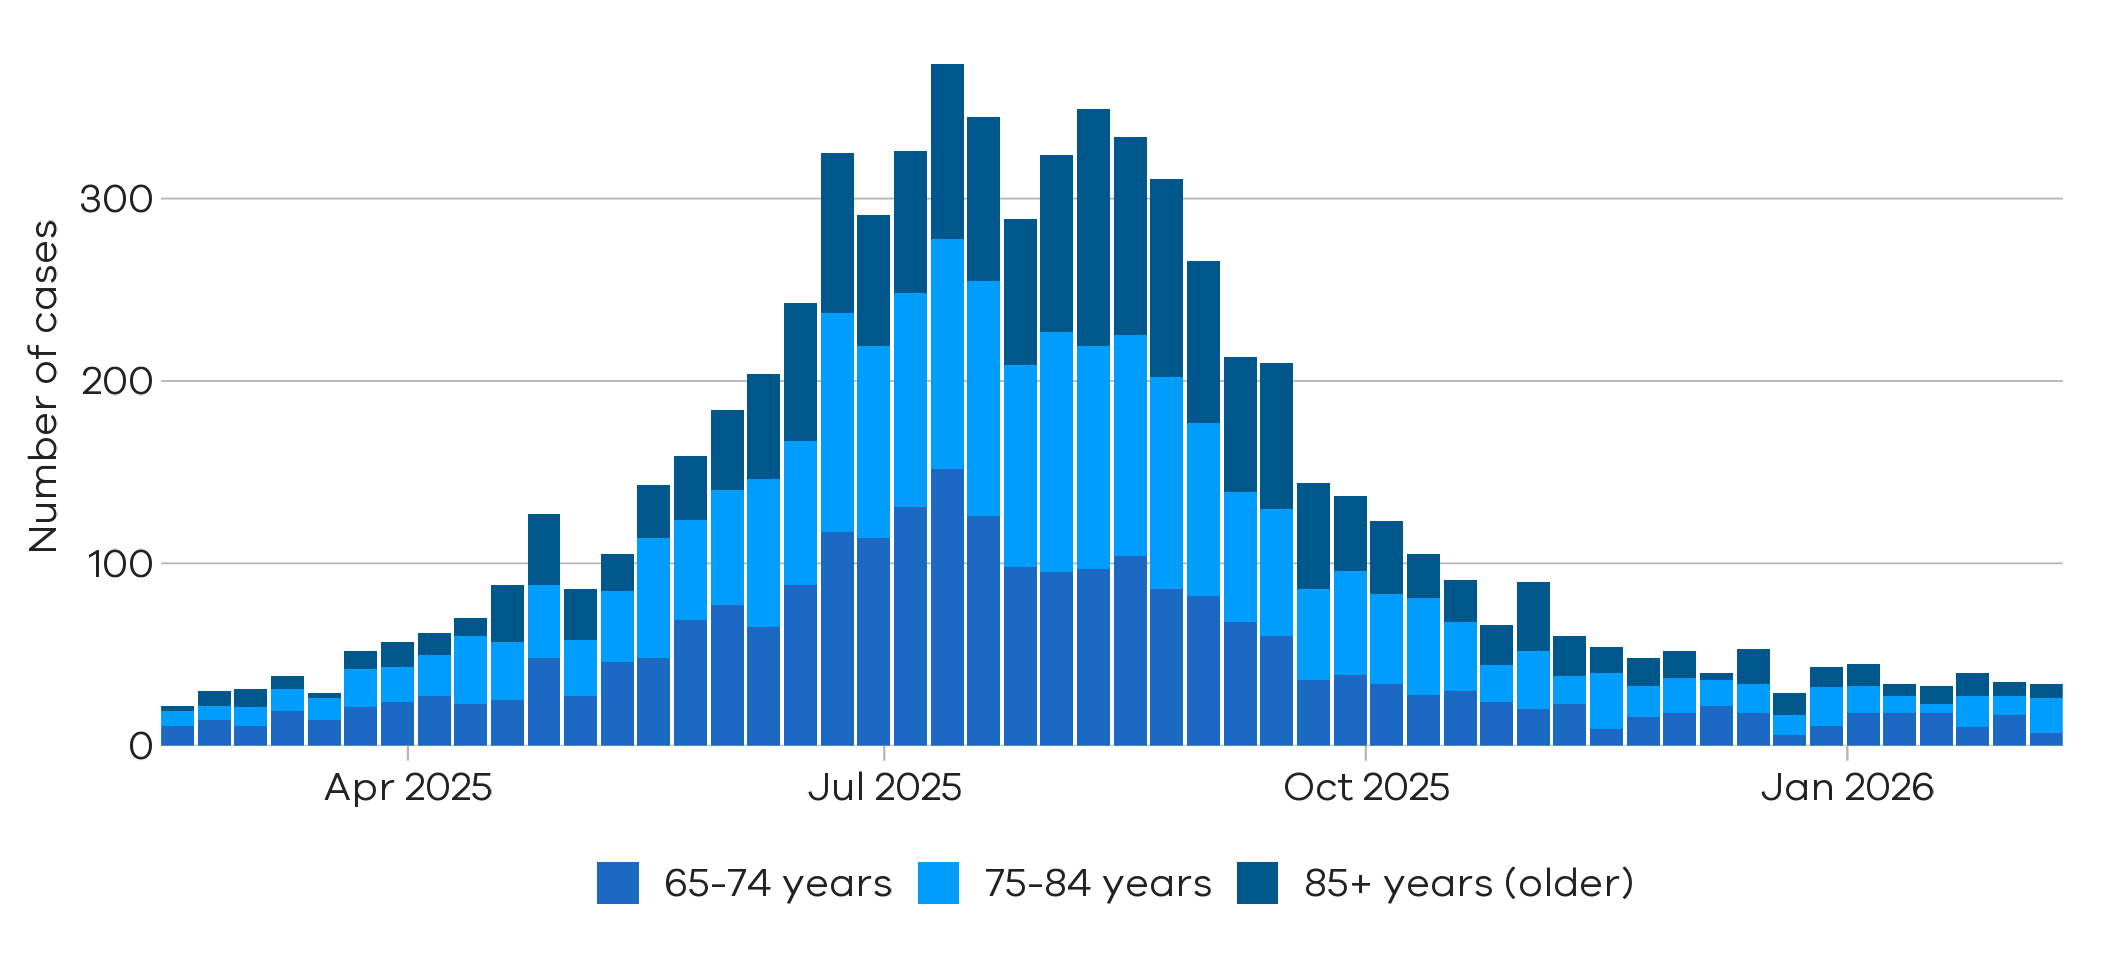 Number of cases
300
200
100
0
Apr 2025 Jul 2025 Oct 2025 Jan 2026
65-74 years 75-84 years 85+ years (older)